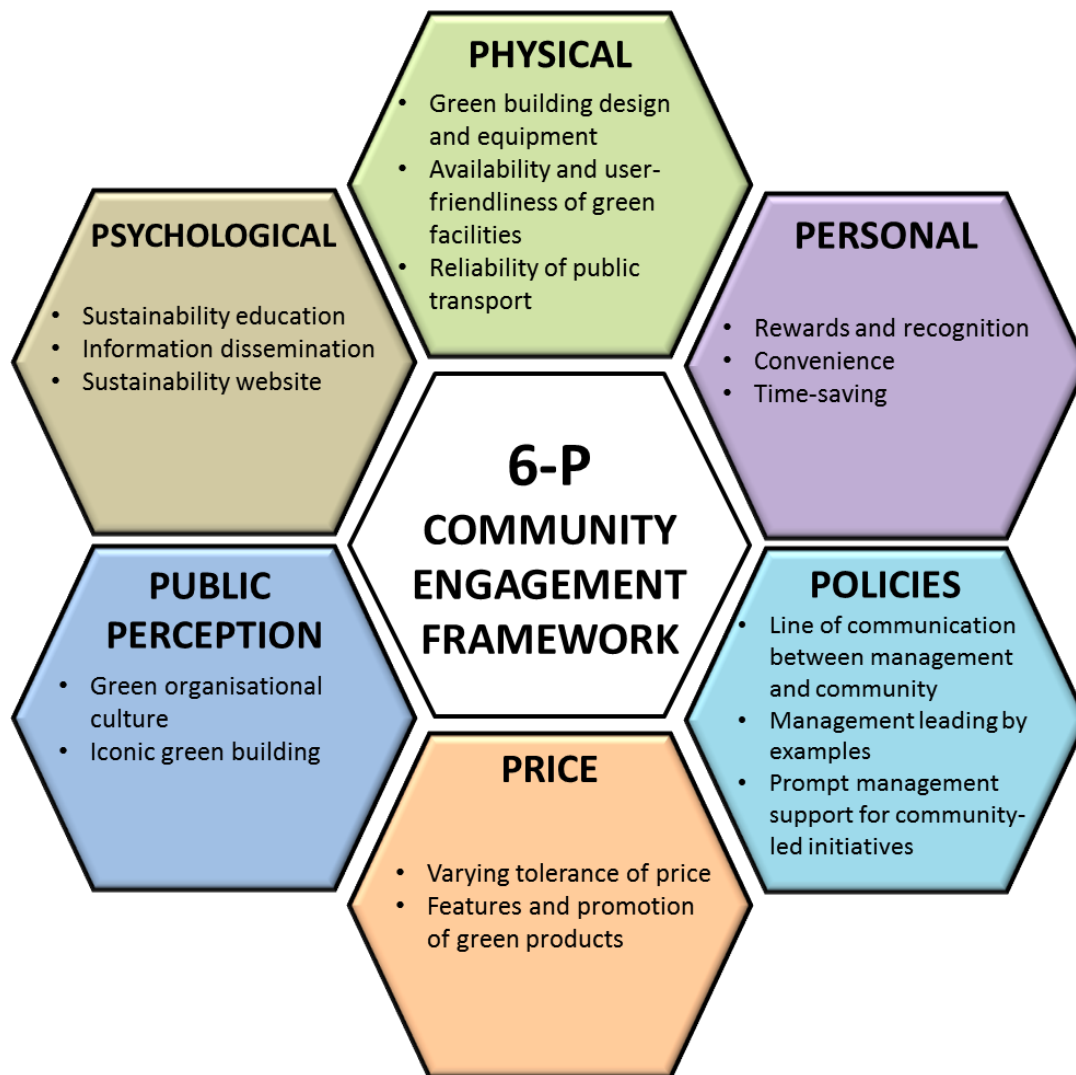 PHYSICAL
• Green building design
and equipment
• Availability and user-
friendliness of green
facilities
• Reliability of public
transport
PERSONAL
• Rewards and recognition
• Convenience
• Time-saving
POLICIES
• Line of communication
between management
and community
• Management leading by
examples
• Prompt management
support for community-
led initiatives
PRICE
• Varying tolerance of price
• Features and promotion
of green products
PUBLIC
PERCEPTION
• Green organisational
culture
• Iconic green building
PSYCHOLOGICAL
• Sustainability education
• Information dissemination
• Sustainability website
6-P
COMMUNITY
ENGAGEMENT
FRAMEWORK